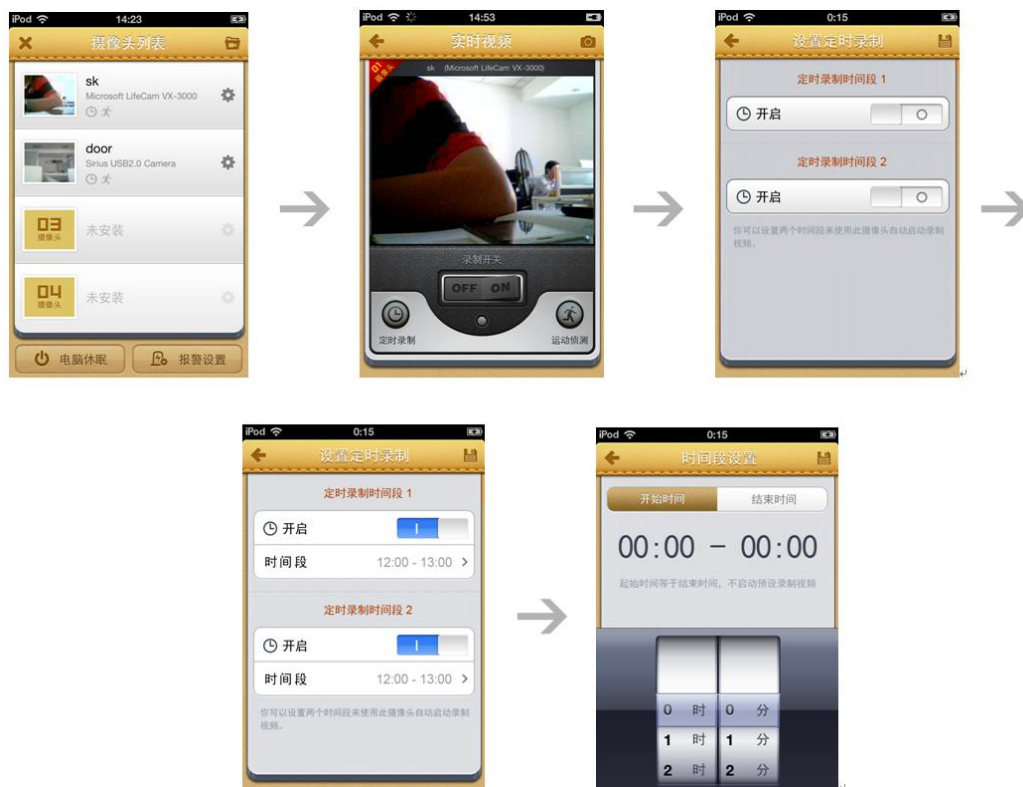 iPod 14:23
摄像头列表
sk
Microsoft LifeCam VX-3000
door
Sirius USB2.0 Camera
03
摄像头
未安装
04
摄像头
未安装
电脑休眠
报警设置
iPod 14:53
实时视频
01
摄像头
sk (Microsoft LifeCam VX-3000)
录制开关
OFF ON
定时录制
运动侦测
iPod 0:15
设置定时录制
定时录制时间段 1
开启
定时录制时间段 2
开启
你可以设置两个时间段来使用此摄像头自动启动录制
视频。
iPod 0:15
设置定时录制
定时录制时间段 1
开启
时间段 12:00 - 13:00
定时录制时间段 2
开启
时间段 12:00 - 13:00
你可以设置两个时间段来使用此摄像头自动启动录制
视频。
iPod 0:15
时间段设置
开始时间 结束时间
00:00 - 00:00
起始时间等于结束时间，不启动预设录制视频
0 时 0 分
1 时 1 分
2 时 2 分